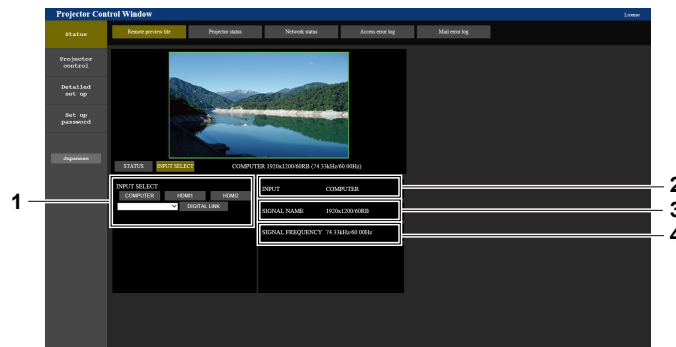 Projector Control Window
License
Status
Remote preview lite
Projector status
Network status
Access error log
Mail error log
Projector
control
Detailed
set up
Set up
password
Japanese
STATUS
INPUT SELECT
COMPUTER 1920x1200/60RB (74.33kHz/60.00Hz)
1
INPUT SELECT
COMPUTER
HDMI1
HDMI2
DIGITAL LINK
INPUT COMPUTER
2
SIGNAL NAME 1920x1200/60RB
3
SIGNAL FREQUENCY 74.33kHz/60.00Hz
4